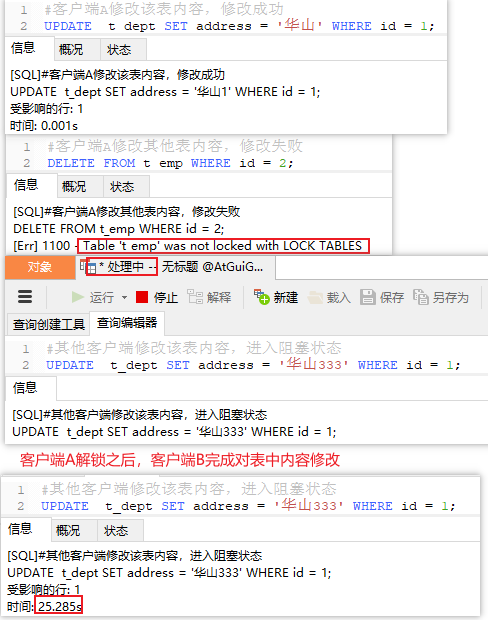 1 #客户端A修改该表内容，修改成功
2 UPDATE t_dept SET address = '华山' WHERE id = 1;
信息 概况 状态
[SQL]#客户端A修改该表内容，修改成功
UPDATE t_dept SET address = '华山1' WHERE id = 1;
受影响的行: 1
时间: 0.001s
1 #客户端A修改其他表内容，修改失败
2 DELETE FROM t_emp WHERE id = 2;
信息 概况 状态
[SQL]#客户端A修改其他表内容，修改失败
DELETE FROM t_emp WHERE id = 2;
[Err] 1100 - Table 't emp' was not locked with LOCK TABLES
对象 * 处理中 -- 无标题 @AtGuiG...
运行 停止 解释 新建 载入 保存 另存为
查询创建工具 查询编辑器
1 #其他客户端修改该表内容，进入阻塞状态
2 UPDATE t_dept SET address = '华山333' WHERE id = 1;
信息
[SQL]#其他客户端修改该表内容，进入阻塞状态
UPDATE t_dept SET address = '华山333' WHERE id = 1;
客户端A解锁之后，客户端B完成对表中内容修改
1 #其他客户端修改该表内容，进入阻塞状态
2 UPDATE t_dept SET address = '华山333' WHERE id = 1;
信息 概况 状态
[SQL]#其他客户端修改该表内容，进入阻塞状态
UPDATE t_dept SET address = '华山333' WHERE id = 1;
受影响的行: 1
时间: 25.285s